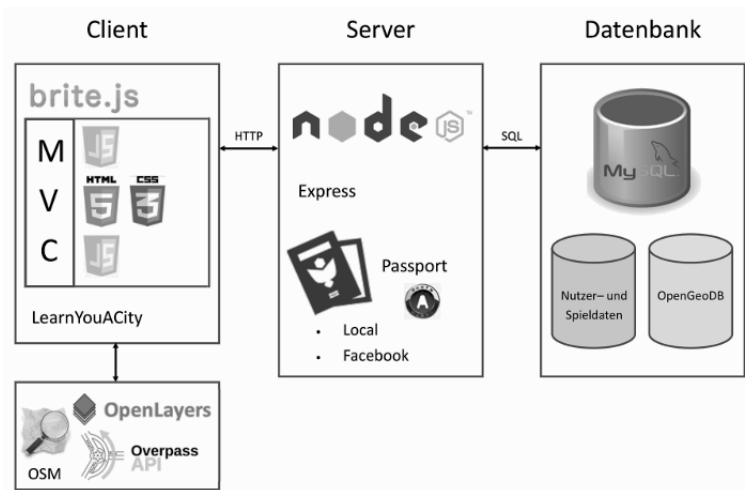 Client
Server
Datenbank
brite.js
M
JS
HTML
CSS
V
5
3
C
JS
LearnYouACity
HTTP
node
JS
TM
Express
Passport
A
• Local
• Facebook
SQL
MySQL
Nutzer– und
Spieldaten
OpenGeoDB
OpenLayers
Overpass
API
OSM